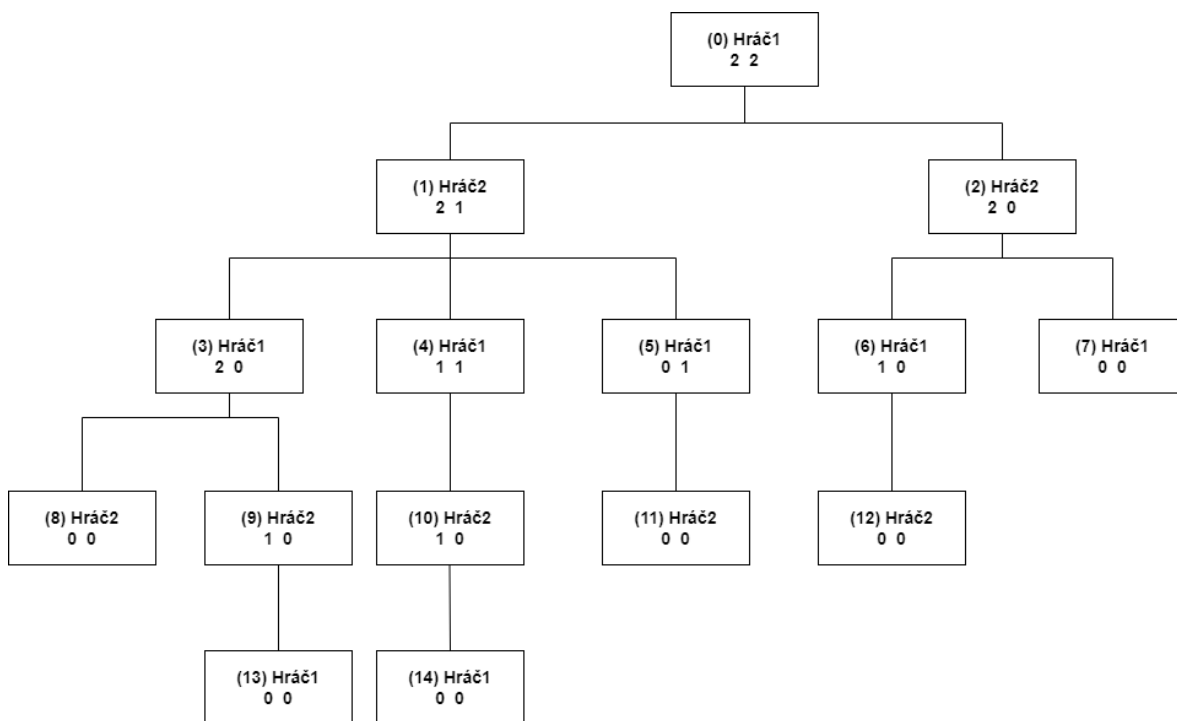 (0) Hráč1
2 2
(1) Hráč2
2 1
(2) Hráč2
2 0
(3) Hráč1
2 0
(4) Hráč1
1 1
(5) Hráč1
0 1
(6) Hráč1
1 0
(7) Hráč1
0 0
(8) Hráč2
0 0
(9) Hráč2
1 0
(10) Hráč2
1 0
(11) Hráč2
0 0
(12) Hráč2
0 0
(13) Hráč1
0 0
(14) Hráč1
0 0